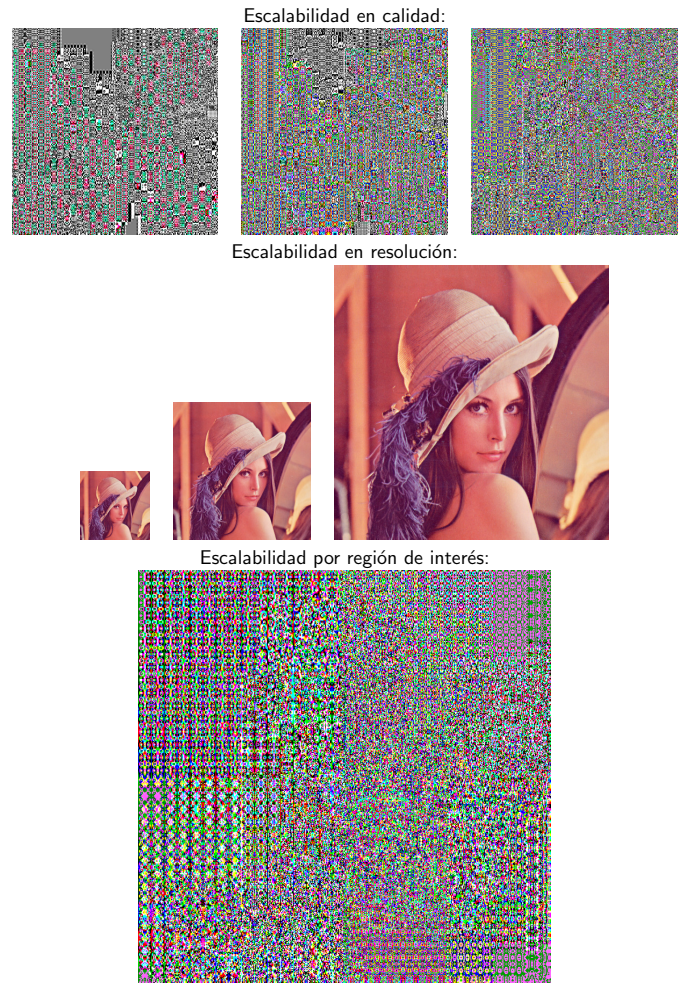 Escalabilidad en calidad:
Escalabilidad en resolución:
Escalabilidad por región de interés: